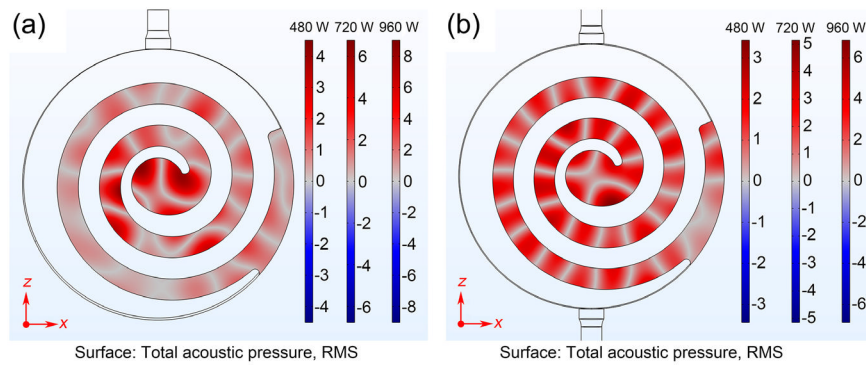 (a)
480 W 720 W 960 W
4 6 8
3 6
2 4 4
1 2 2
0 0 0
-1 -2 -2
-2 -4 -4
-3 -6
-4 -6 -8
z
x
Surface: Total acoustic pressure, RMS
(b)
480 W 720 W 960 W
3 5 6
2 4 4
1 3 2
2
1
0 0 0
-1 -1
-2 -2 -2
-3 -3 -4
-4 -6
-5
z
x
Surface: Total acoustic pressure, RMS